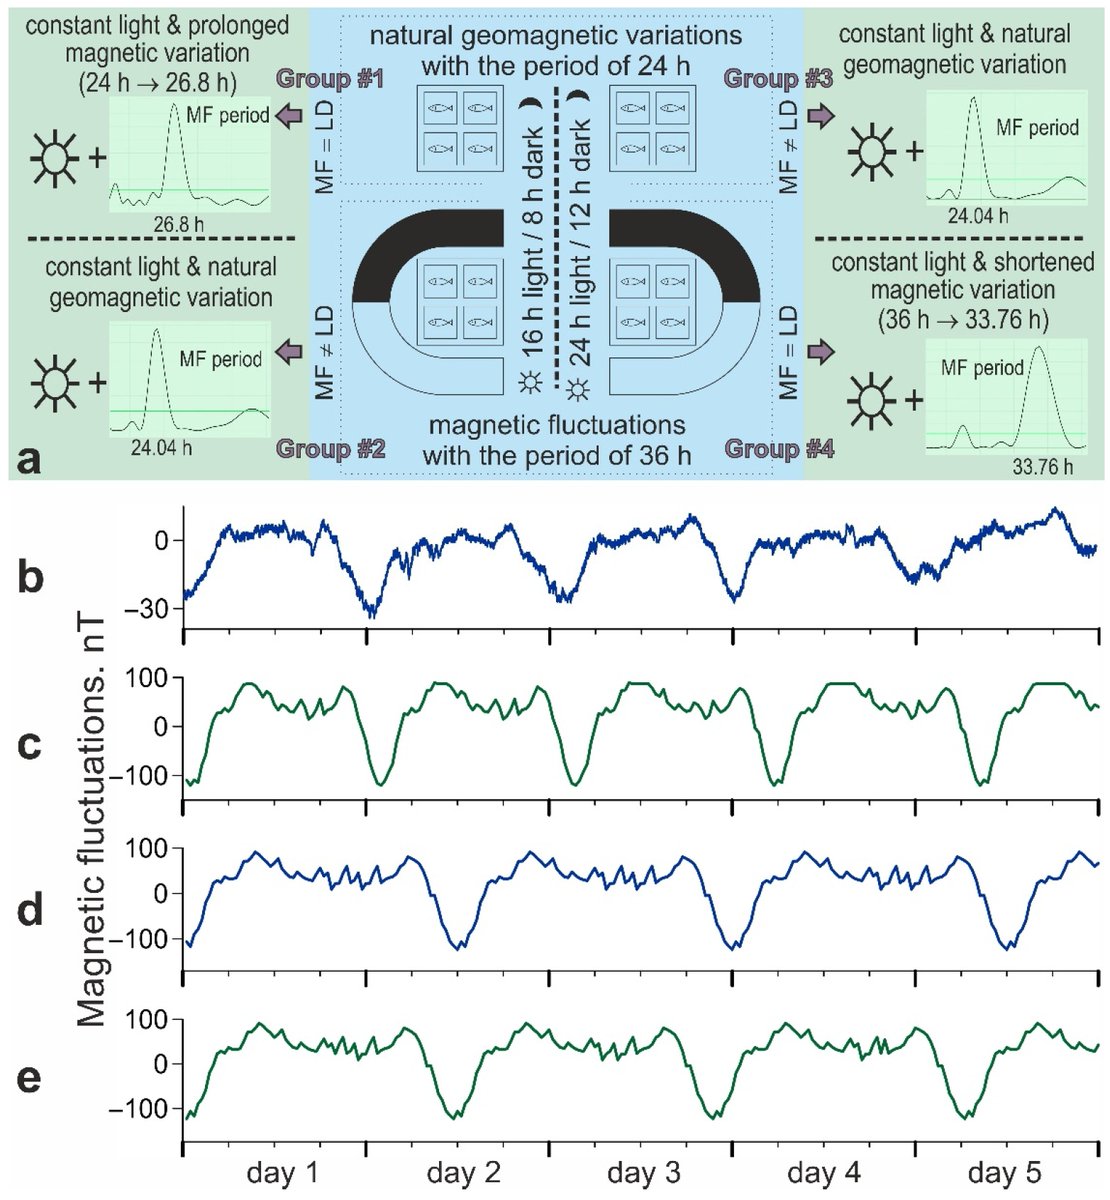 constant light & prolonged
magnetic variation
(24 h → 26.8 h)
Group #1
MF period
26.8 h
MF = LD
natural geomagnetic variations
with the period of 24 h
16 h light / 8 h dark
24 h light / 12 h dark
Group #3
MF ≠ LD
constant light & natural
geomagnetic variation
MF period
24.04 h
constant light & natural
geomagnetic variation
MF period
24.04 h
MF ≠ LD
Group #2
magnetic fluctuations
with the period of 36 h
MF = LD
Group #4
constant light & shortened
magnetic variation
(36 h → 33.76 h)
MF period
33.76 h
+
+
+
+
a
b
0
−30
c
100
0
−100
d
100
0
−100
e
100
0
−100
Magnetic fluctuations. nT
day 1 day 2 day 3 day 4 day 5